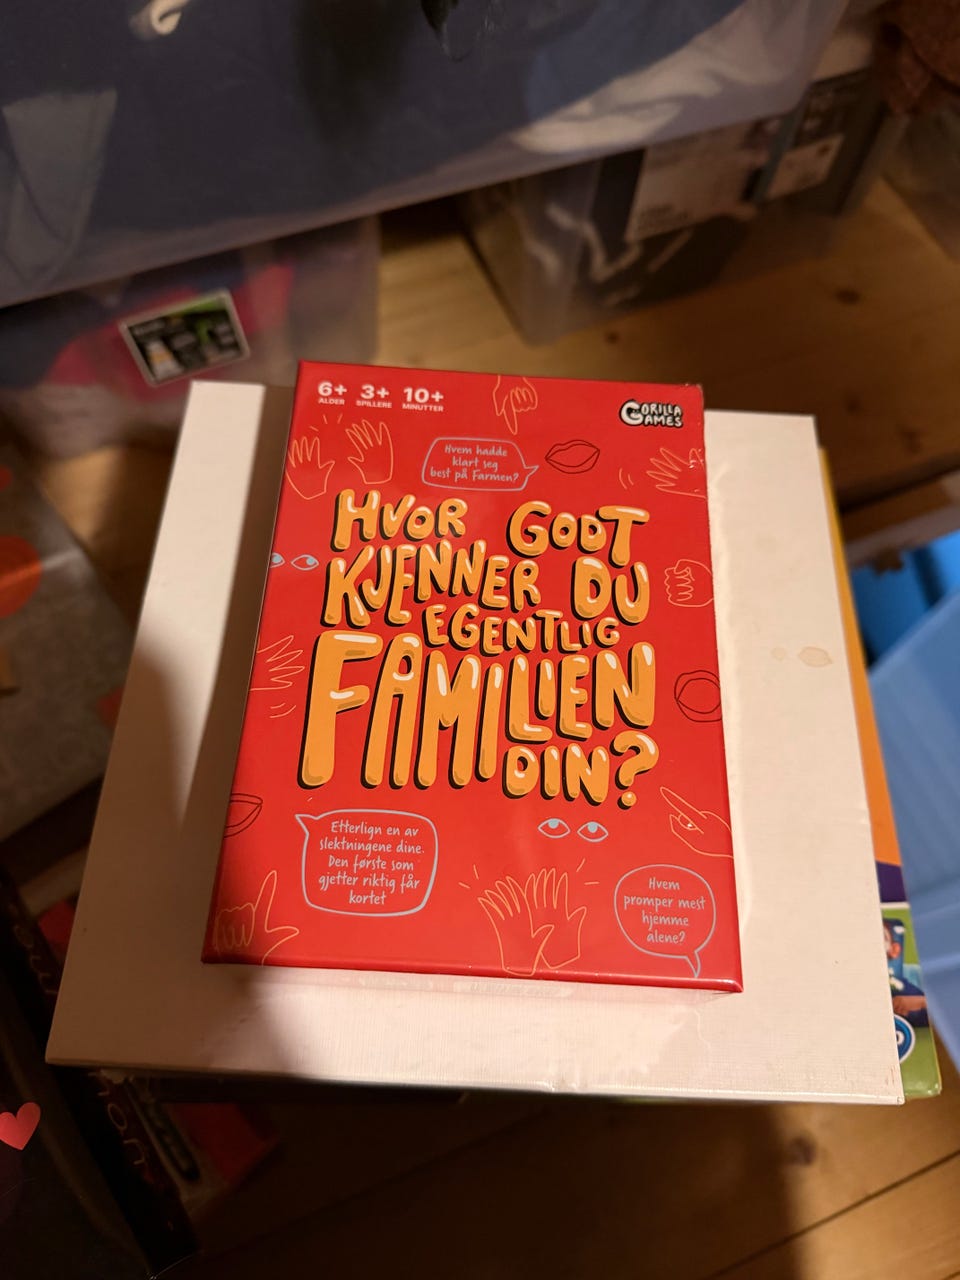 6+ 3+ 10+
ALDER SPILLERE MINUTTER
GORILLA
GAMES
Hvem hadde
klart seg
best på Farmen?
HVOR GODT
KJENNER DU
EGENTLIG
FAMILIEN
DIN?
Etterlign en av
slektningene dine.
Den første som
gjetter riktig får
kortet
Hvem
promper mest
hjemme
alene?